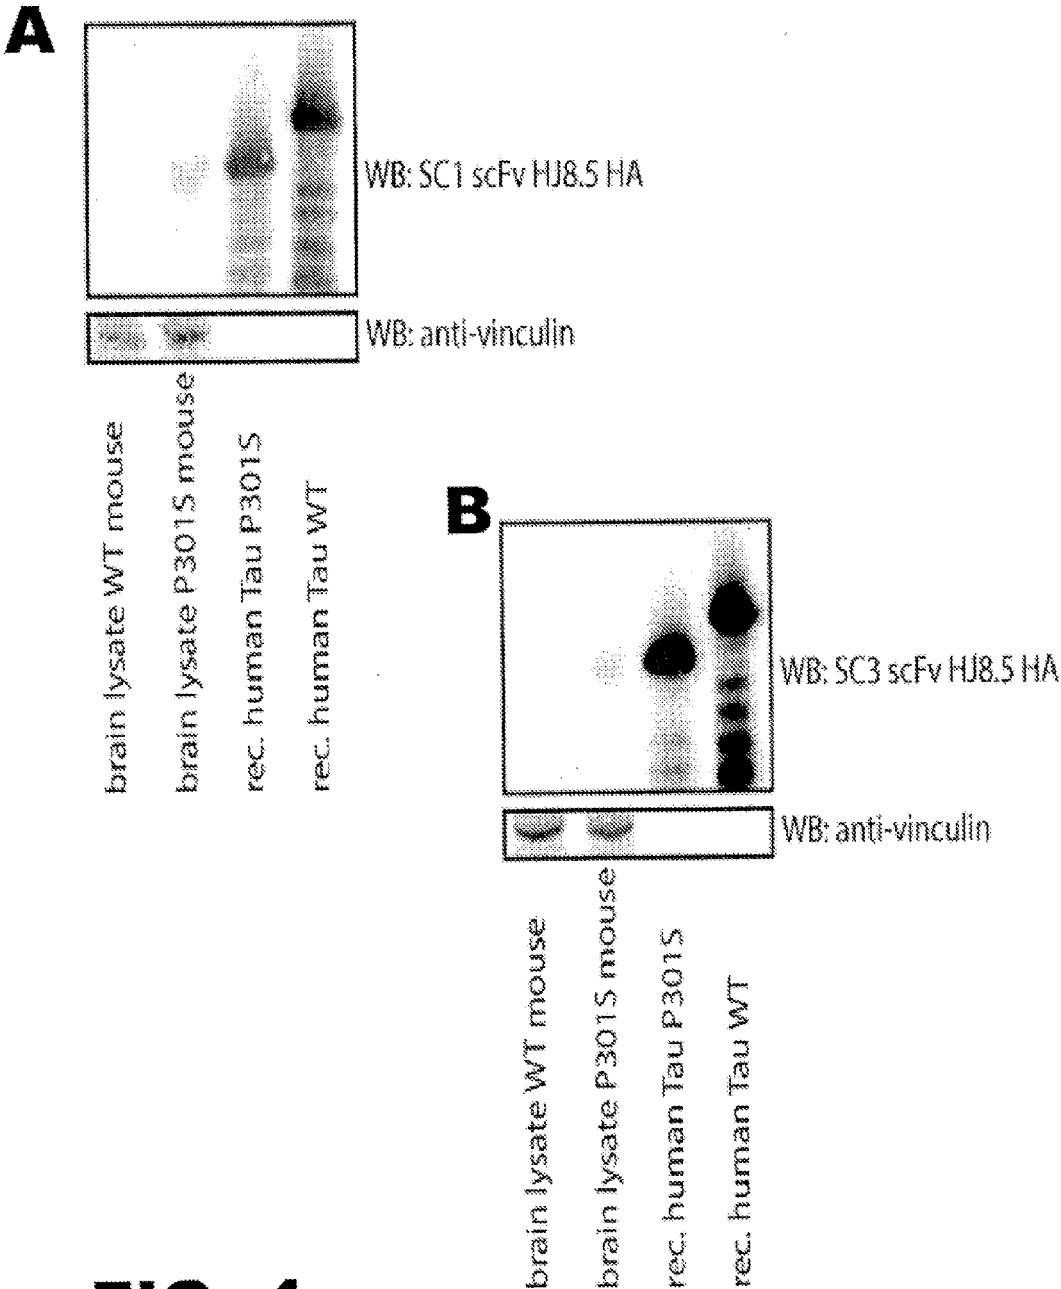 A
WB: SC1 scFv HJ8.5 HA
WB: anti-vinculin
brain lysate WT mouse
brain lysate P301S mouse
rec. human Tau P301S
rec. human Tau WT
B
WB: SC3 scFv HJ8.5 HA
WB: anti-vinculin
brain lysate WT mouse
brain lysate P301S mouse
rec. human Tau P301S
rec. human Tau WT